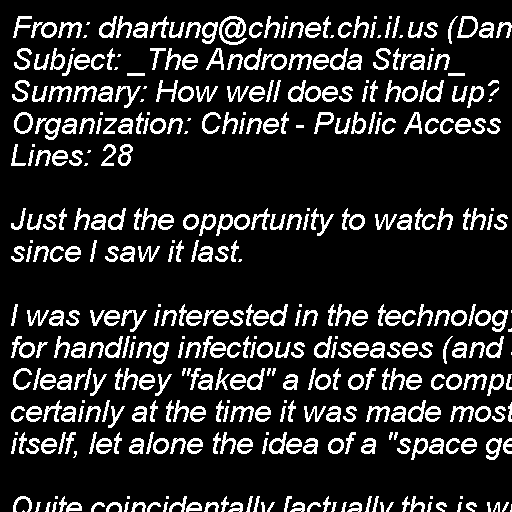 From: dhartung@chinet.chi.il.us (Dan
Subject: _The Andromeda Strain_
Summary: How well does it hold up?
Organization: Chinet - Public Access
Lines: 28
Just had the opportunity to watch this
since I saw it last.
I was very interested in the technology
for handling infectious diseases (and
Clearly they "faked" a lot of the compu
certainly at the time it was made most
itself, let alone the idea of a "space ge
Quite coincidentally [actually this is w